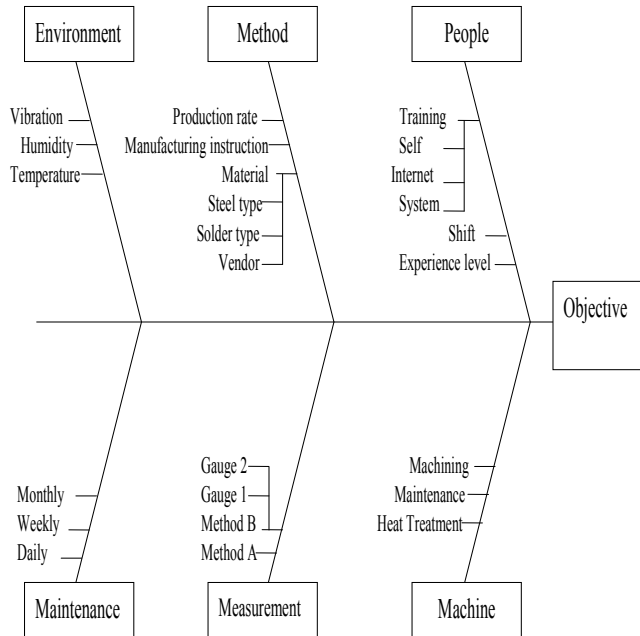 Environment
Method
People
Vibration
Humidity
Temperature
Production rate
Manufacturing instruction
Material
Steel type
Solder type
Vendor
Training
Self
Internet
System
Shift
Experience level
Objective
Monthly
Weekly
Daily
Gauge 2
Gauge 1
Method B
Method A
Machining
Maintenance
Heat Treatment
Maintenance
Measurement
Machine